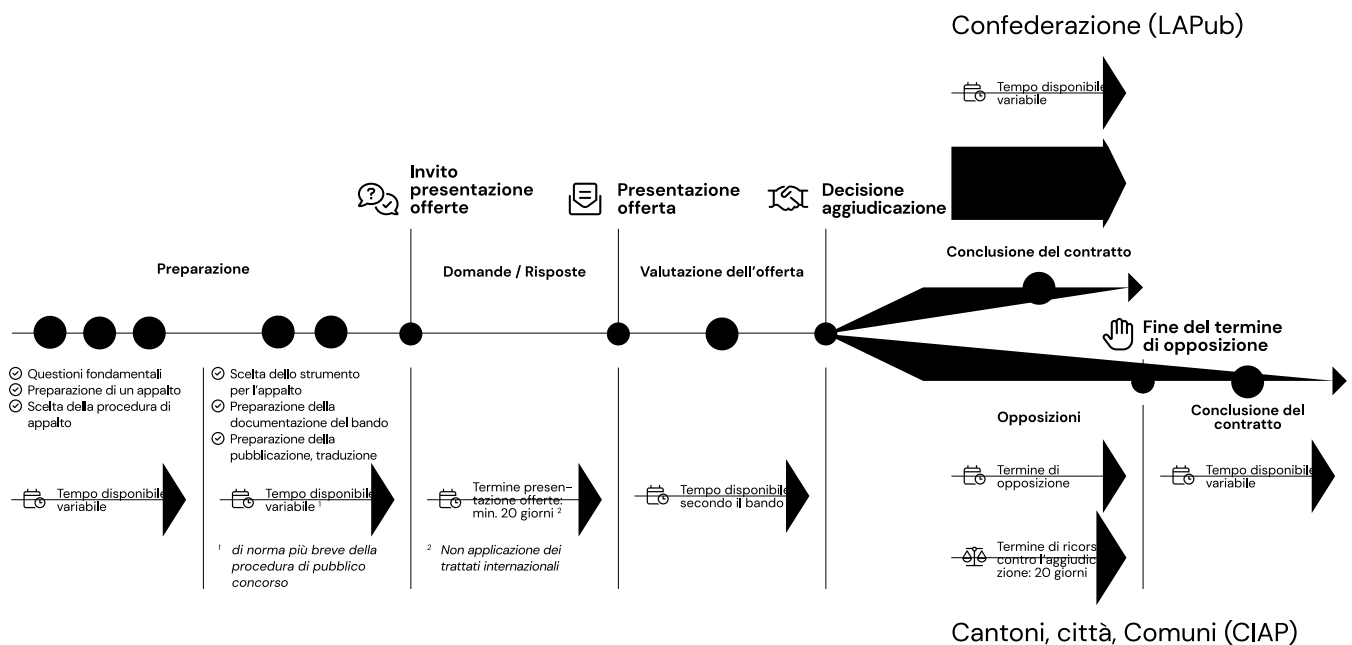 Confederazione (LAPub)
Tempo disponibile
variabile
Invito
presentazione
offerte
Presentazione
offerta
Decisione
aggiudicazione
Preparazione
Domande / Risposte
Valutazione dell'offerta
Conclusione del contratto
Fine del termine
di opposizione
Questioni fondamentali
Preparazione di un appalto
Scelta della procedura di
appalto
Scelta dello strumento
per l'appalto
Preparazione della
documentazione del bando
Preparazione della
pubblicazione, traduzione
Opposizioni
Conclusione del
contratto
Tempo disponibile
variabile
Tempo disponibile
variabile ¹
Termine presen-
tazione offerte:
min. 20 giorni ²
Tempo disponibile
secondo il bando
Termine di
opposizione
Tempo disponibile
variabile
¹ di norma più breve della
procedura di pubblico
concorso
² Non applicazione dei
trattati internazionali
Termine di ricors
contro l'aggiudic
zione: 20 giorni
Cantoni, città, Comuni (CIAP)